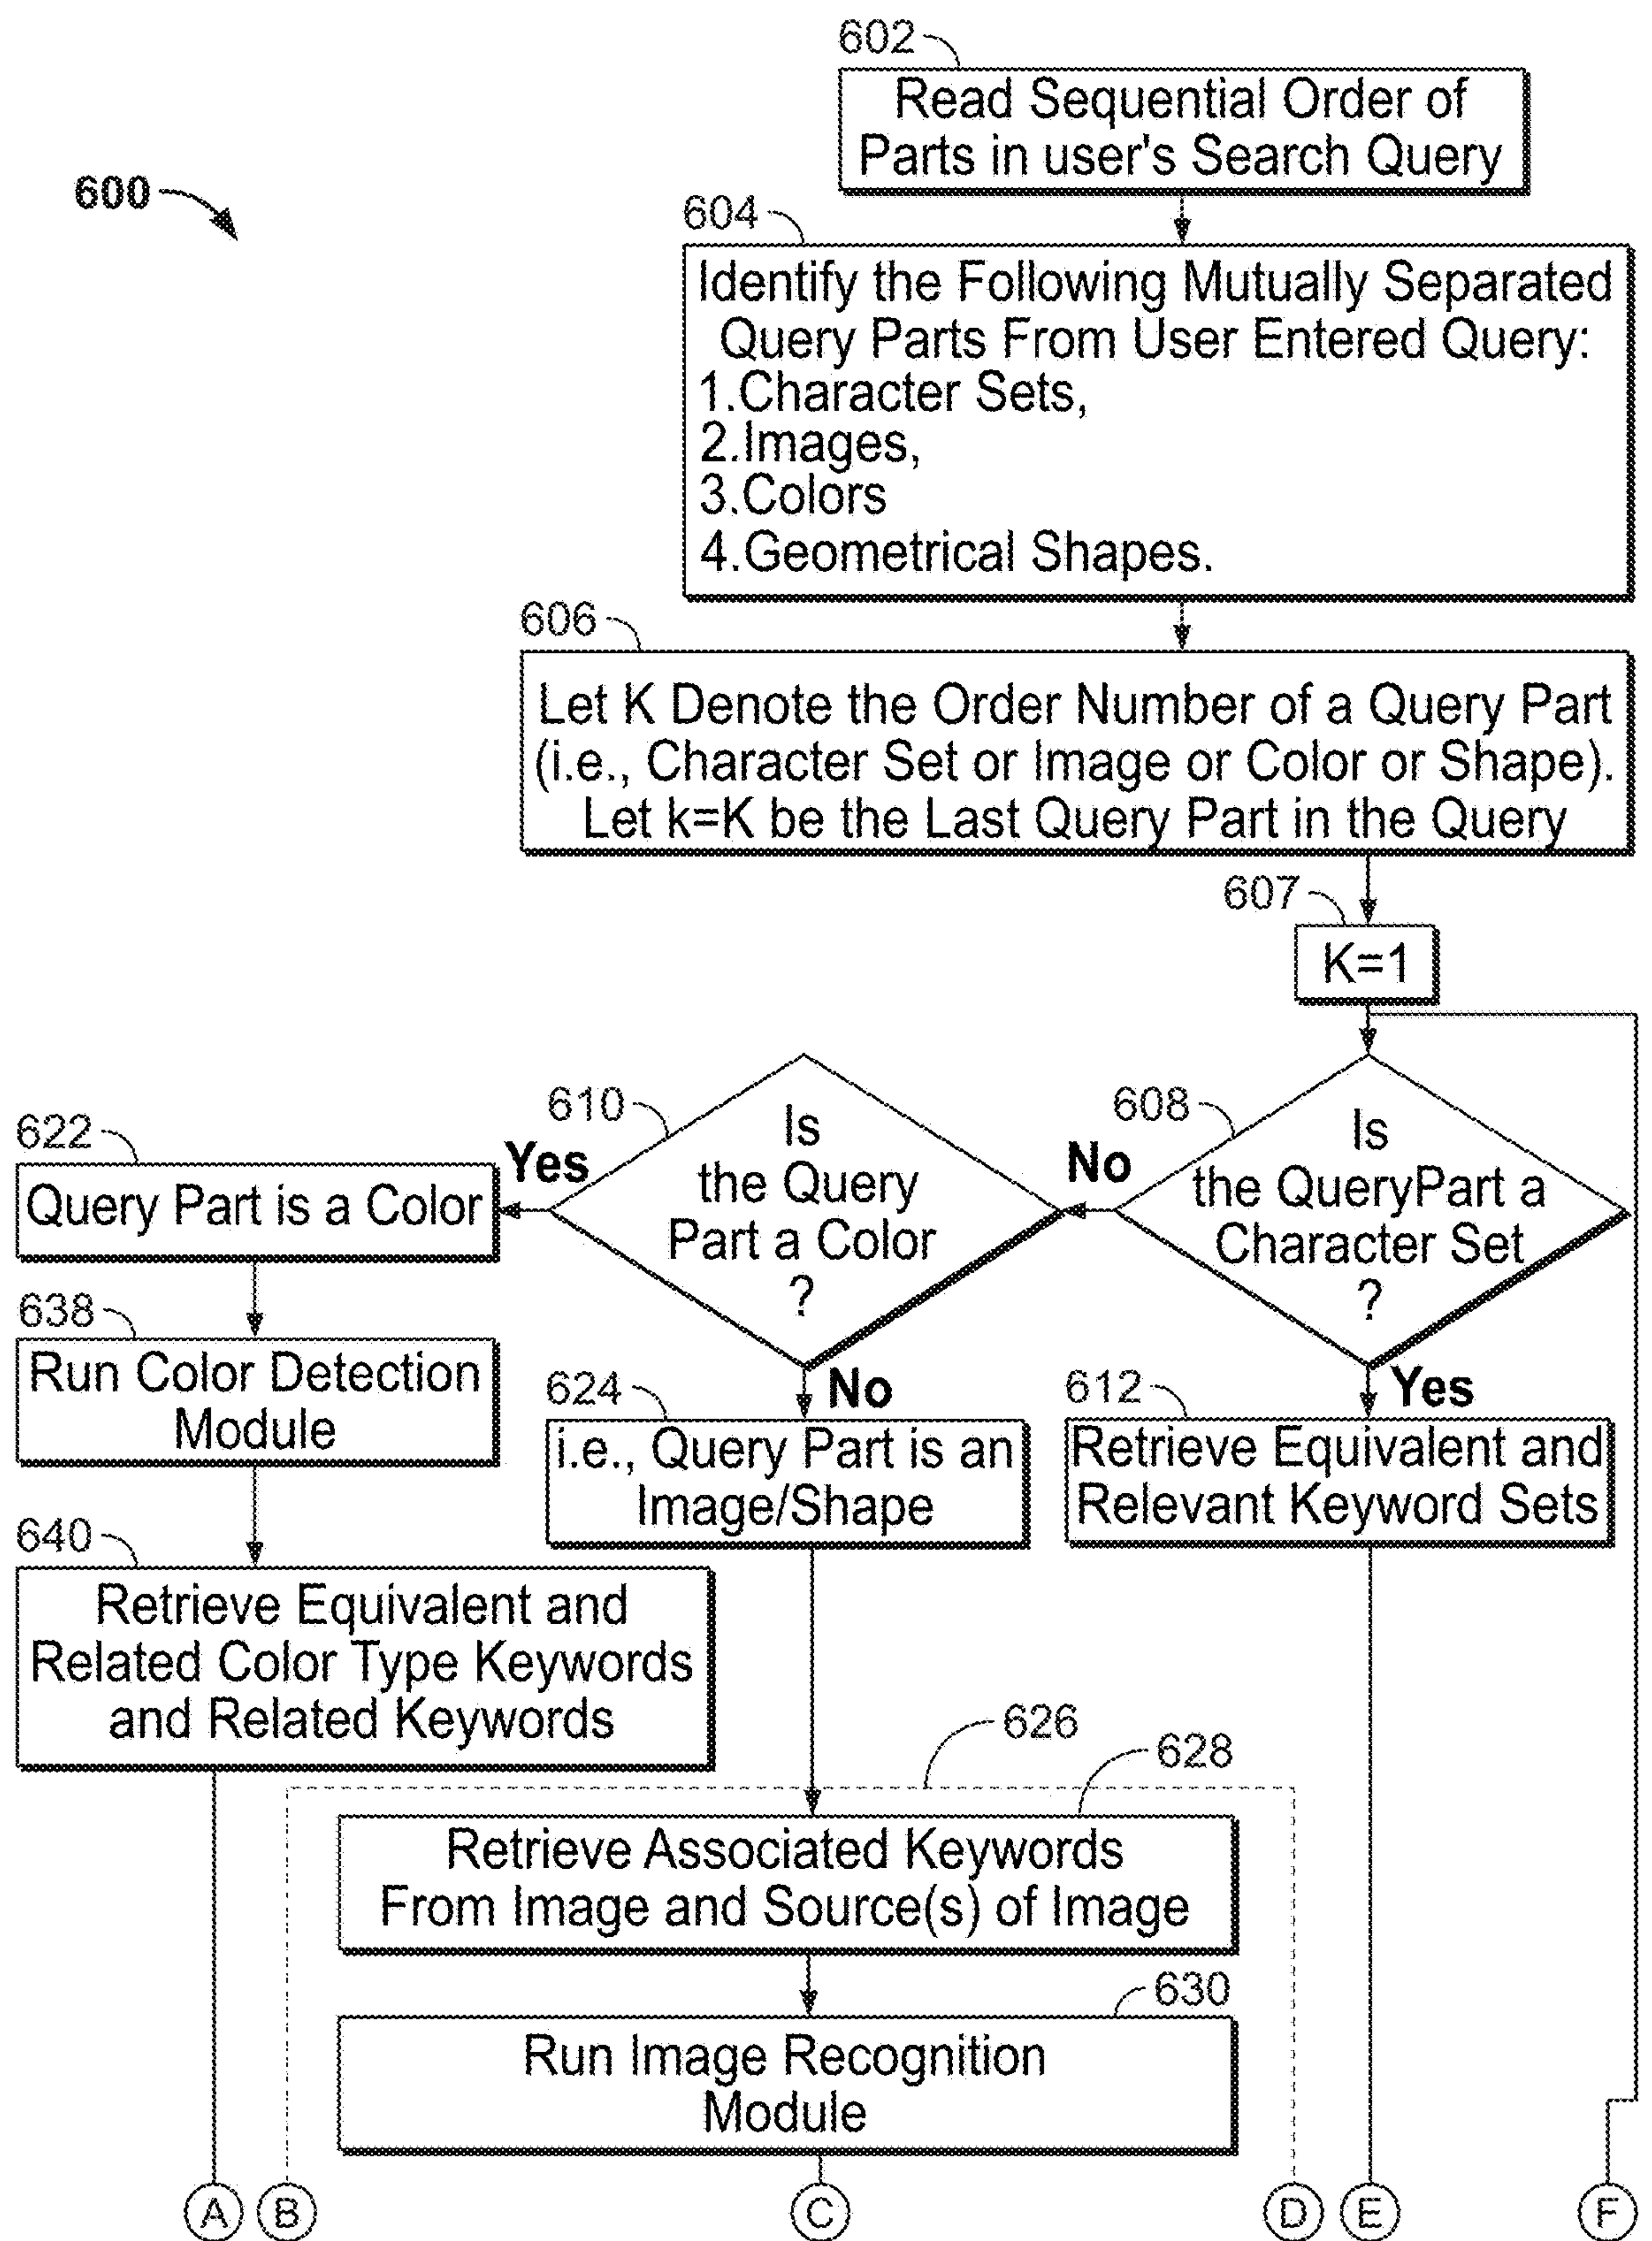 602
Read Sequential Order of
Parts in user's Search Query
600
604
Identify the Following Mutually Separated
Query Parts From User Entered Query:
1.Character Sets,
2.Images,
3.Colors
4.Geometrical Shapes.
606
Let K Denote the Order Number of a Query Part
(i.e., Character Set or Image or Color or Shape).
Let k=K be the Last Query Part in the Query
607
K=1
608
Is
the QueryPart a
Character Set
?
No
Yes
610
Is
the Query
Part a Color
?
Yes
No
622
Query Part is a Color
638
Run Color Detection
Module
640
Retrieve Equivalent and
Related Color Type Keywords
and Related Keywords
624
i.e., Query Part is an
Image/Shape
612
Retrieve Equivalent and
Relevant Keyword Sets
626
628
Retrieve Associated Keywords
From Image and Source(s) of Image
630
Run Image Recognition
Module
A
B
C
D
E
F